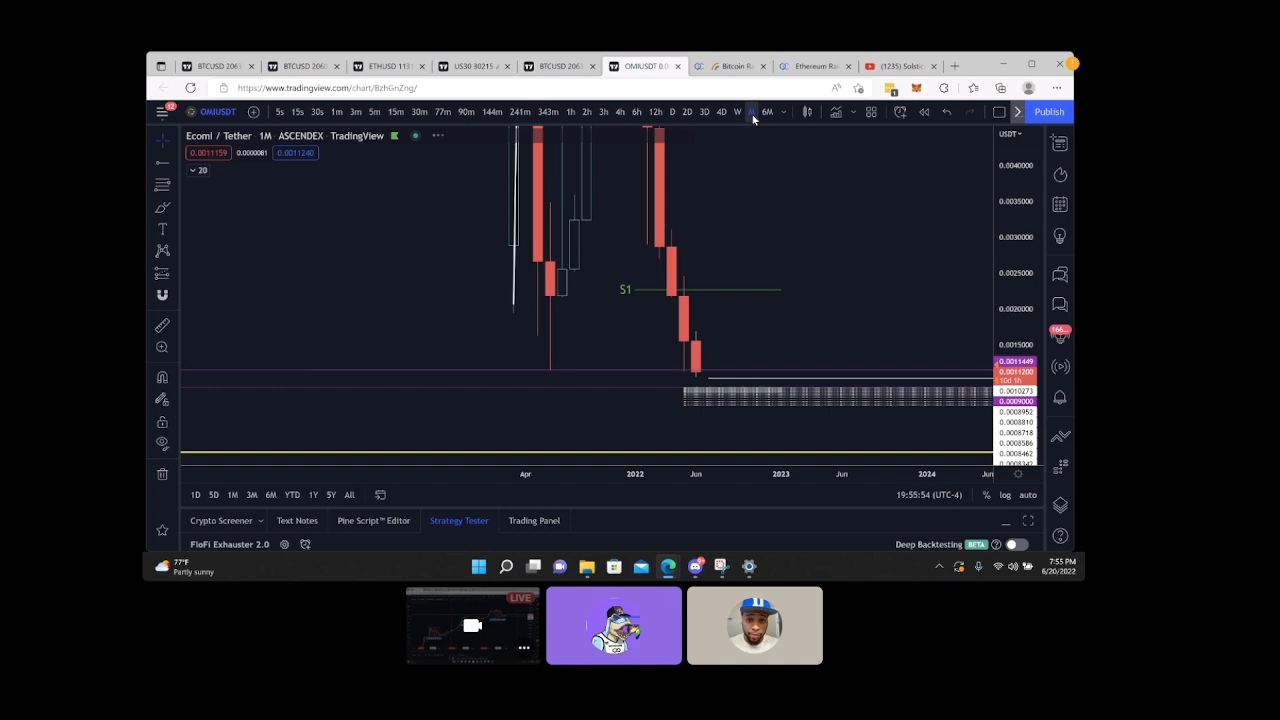 BTCUSD 206
BTCUSD 206
ETHUSD 113
US30 30215
BTCUSD 206
OMIUSDT 0.0
Bitcoin Ra
Ethereum Ra
(1235) Solsti
https://www.tradingview.com/chart/BzhGnZng/
12
OMIUSDT
5s 15s 30s 1m 3m 5m 15m 30m 77m 90m 144m 241m 343m 1h 2h 3h 4h 6h 12h D 2D 3D 4D W M 6M
Publish
Ecomi / Tether · 1M · ASCENDEX · TradingView
USDT
0.0011159 0.0000081 0.0011240
20
0.0040000
0.0035000
0.0030000
0.0025000
0.0020000
0.0015000
S1
166...
0.0011449
0.0011200
10d 1h
0.0010273
0.0009000
0.0008952
0.0008810
0.0008718
0.0008586
0.0008462
0.0008342
Apr 2022 Jun 2023 Jun 2024 Jun
1D 5D 1M 3M 6M YTD 1Y 5Y All
19:55:54 (UTC-4) % log auto
Crypto Screener Text Notes Pine Script™ Editor Strategy Tester Trading Panel
FloFi Exhauster 2.0
Deep Backtesting BETA
77°F
Partly sunny
7:55 PM
6/20/2022
LIVE